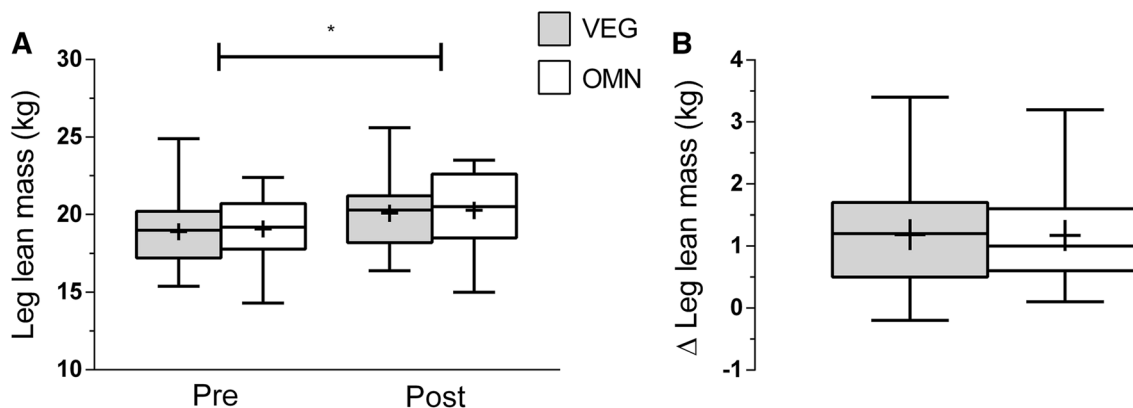 A
Leg lean mass (kg)
30
25
20
15
10
*
VEG
OMN
Pre
Post
B
Δ Leg lean mass (kg)
4
3
2
1
0
-1